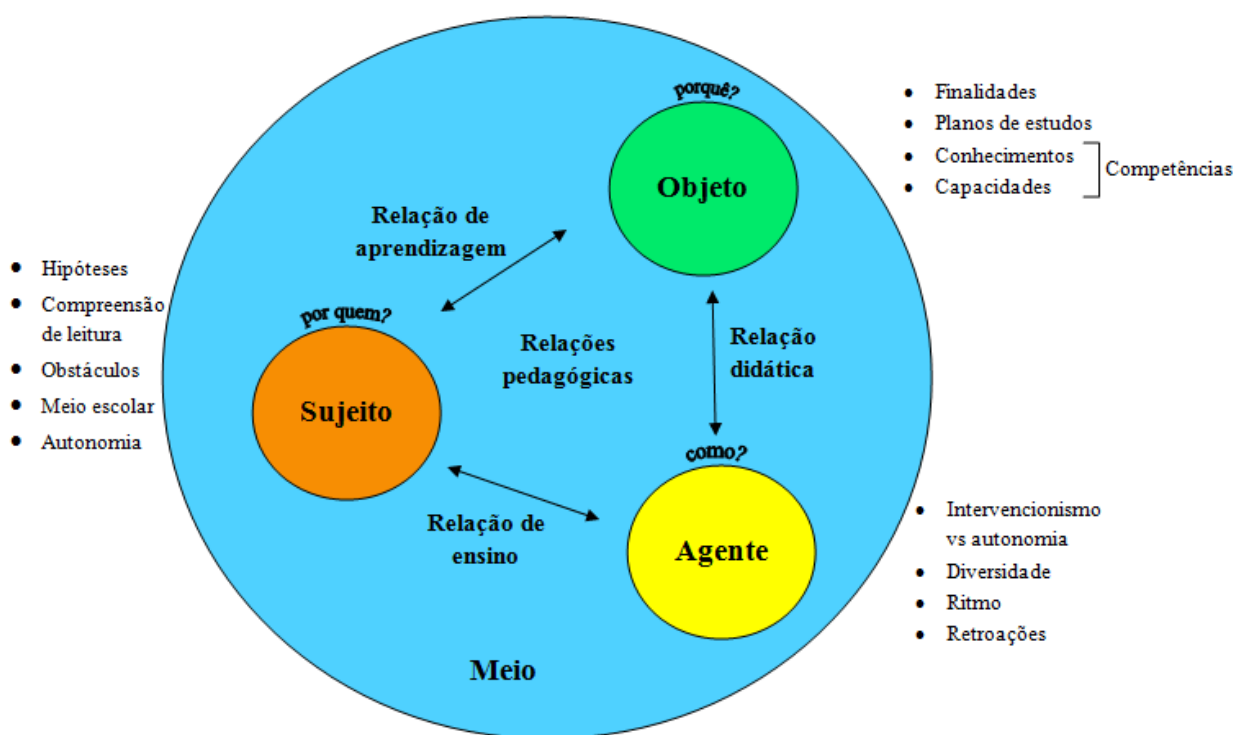 porquê?
Objeto
• Finalidades
• Planos de estudos
• Conhecimentos
• Capacidades
Competências
Relação de
aprendizagem
• Hipóteses
• Compreensão
de leitura
• Obstáculos
• Meio escolar
• Autonomia
por quem?
Sujeito
Relações
pedagógicas
Relação
didática
como?
Agente
Relação de
ensino
• Intervencionismo
vs autonomia
• Diversidade
• Ritmo
• Retroações
Meio